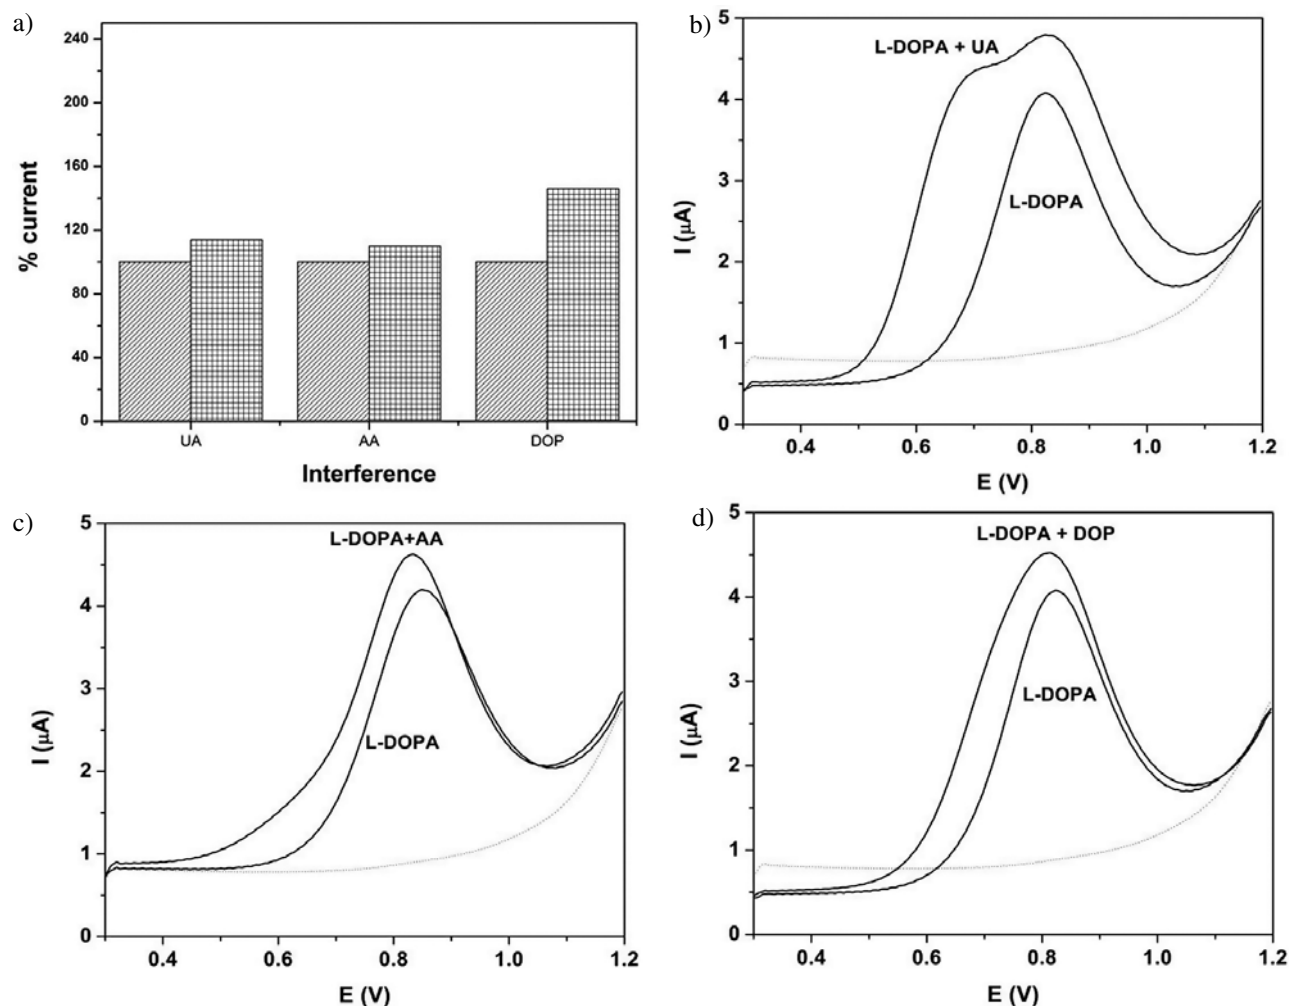 a)
240
200
160
120
80
40
0
% current
UA AA DOP
Interference
b)
5
4
3
2
1
0
I (μA)
L-DOPA + UA
L-DOPA
0.4 0.6 0.8 1.0 1.2
E (V)
c)
5
4
3
2
1
0
I (μA)
L-DOPA+AA
L-DOPA
0.4 0.6 0.8 1.0 1.2
E (V)
d)
5
4
3
2
1
0
I (μA)
L-DOPA + DOP
L-DOPA
0.4 0.6 0.8 1.0 1.2
E (V)